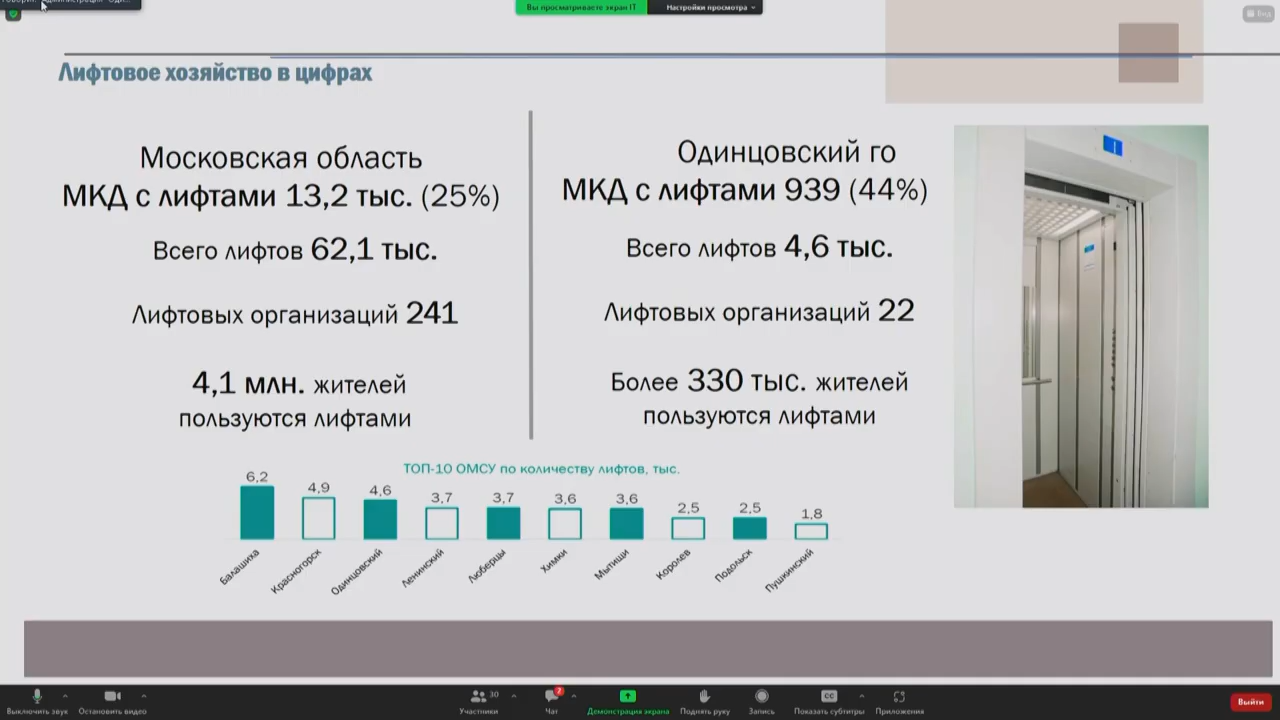 Вы просматриваете экран IT
Настройки просмотра
Вид
Лифтовое хозяйство в цифрах
Московская область
МКД с лифтами 13,2 тыс. (25%)
Всего лифтов 62,1 тыс.
Лифтовых организаций 241
4,1 млн. жителей
пользуются лифтами
Одинцовский го
МКД с лифтами 939 (44%)
Всего лифтов 4,6 тыс.
Лифтовых организаций 22
Более 330 тыс. жителей
пользуются лифтами
ТОП-10 ОМСУ по количеству лифтов, тыс.
6,2 4,9 4,6 3,7 3,7 3,6 3,6 2,5 2,5 1,8
Балашиха Красногорск Одинцовский Ленинский Люберцы Химки Мытищи Королев Подольск Пушкинский
30 2 CC
Выключить звук Остановить видео Участники Чат Демонстрация экрана Поднять руку Запись Показать субтитры Приложения Выйти